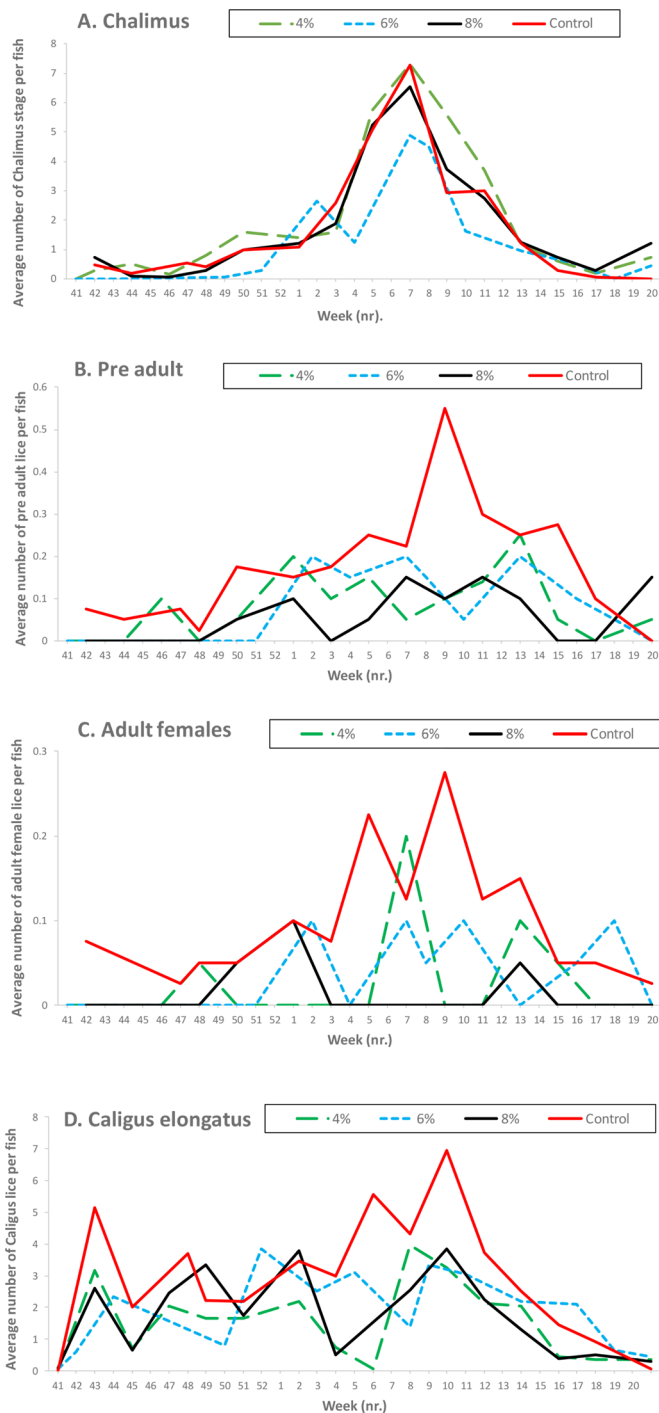 A. Chalimus
4% 6% 8% Control
Average number of Chalimus stage per fish
8
7
6
5
4
3
2
1
0
41 42 43 44 45 46 47 48 49 50 51 52 1 2 3 4 5 6 7 8 9 10 11 12 13 14 15 16 17 18 19 20
Week (nr).
B. Pre adult
4% 6% 8% Control
Average number of pre adult lice per fish
0.6
0.5
0.4
0.3
0.2
0.1
0
41 42 43 44 45 46 47 48 49 50 51 52 1 2 3 4 5 6 7 8 9 10 11 12 13 14 15 16 17 18 19 20
Week (nr.)
C. Adult females
4% 6% 8% Control
Average number of adult female lice per fish
0.3
0.2
0.1
0
41 42 43 44 45 46 47 48 49 50 51 52 1 2 3 4 5 6 7 8 9 10 11 12 13 14 15 16 17 18 19 20
Week (nr.)
D. Caligus elongatus
4% 6% 8% Control
Average number of Caligus lice per fish
8
7
6
5
4
3
2
1
0
41 42 43 44 45 46 47 48 49 50 51 52 1 2 3 4 5 6 7 8 9 10 11 12 13 14 15 16 17 18 19 20
Week (nr.)